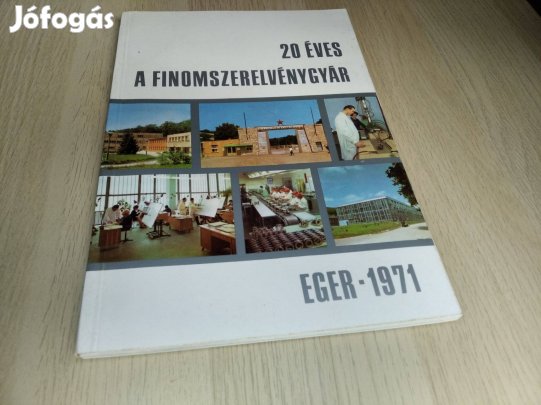 Jófogás
20 ÉVES
A FINOMSZERELVÉNYGYÁR
EGER-1971